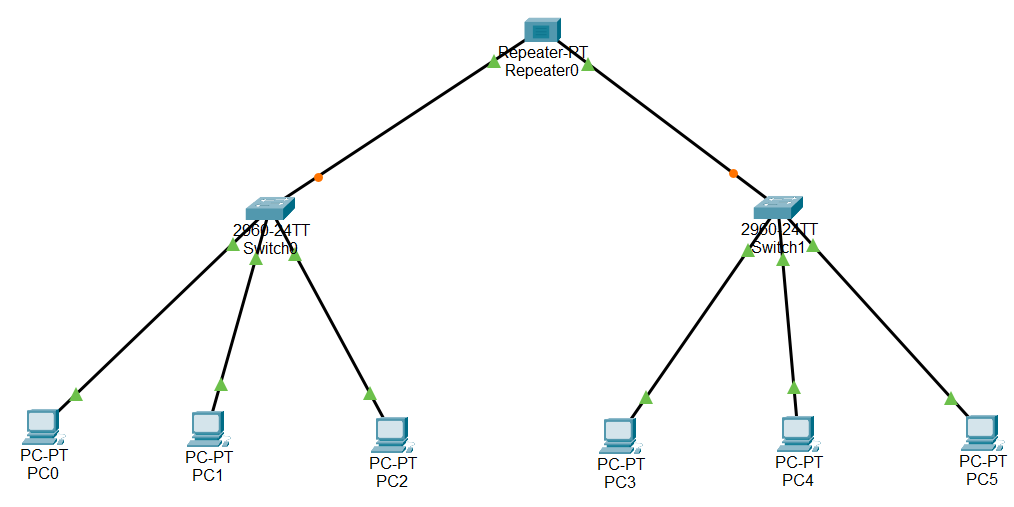 Repeater-PT
Repeater0
2960-24TT
Switch0
2960-24TT
Switch1
PC-PT
PC0
PC-PT
PC1
PC-PT
PC2
PC-PT
PC3
PC-PT
PC4
PC-PT
PC5